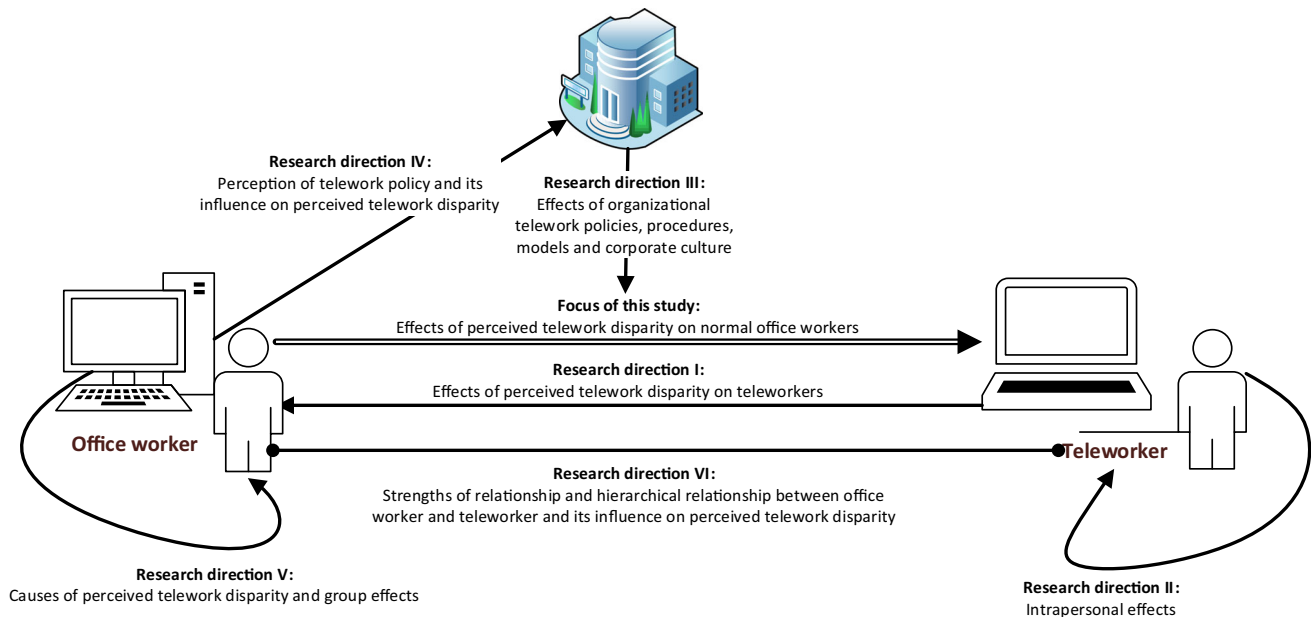 Research direction IV:
Perception of telework policy and its
influence on perceived telework disparity
Research direction III:
Effects of organizational
telework policies, procedures,
models and corporate culture
Focus of this study:
Effects of perceived telework disparity on normal office workers
Research direction I:
Effects of perceived telework disparity on teleworkers
Office worker
Teleworker
Research direction VI:
Strengths of relationship and hierarchical relationship between office
worker and teleworker and its influence on perceived telework disparity
Research direction V:
Causes of perceived telework disparity and group effects
Research direction II:
Intrapersonal effects